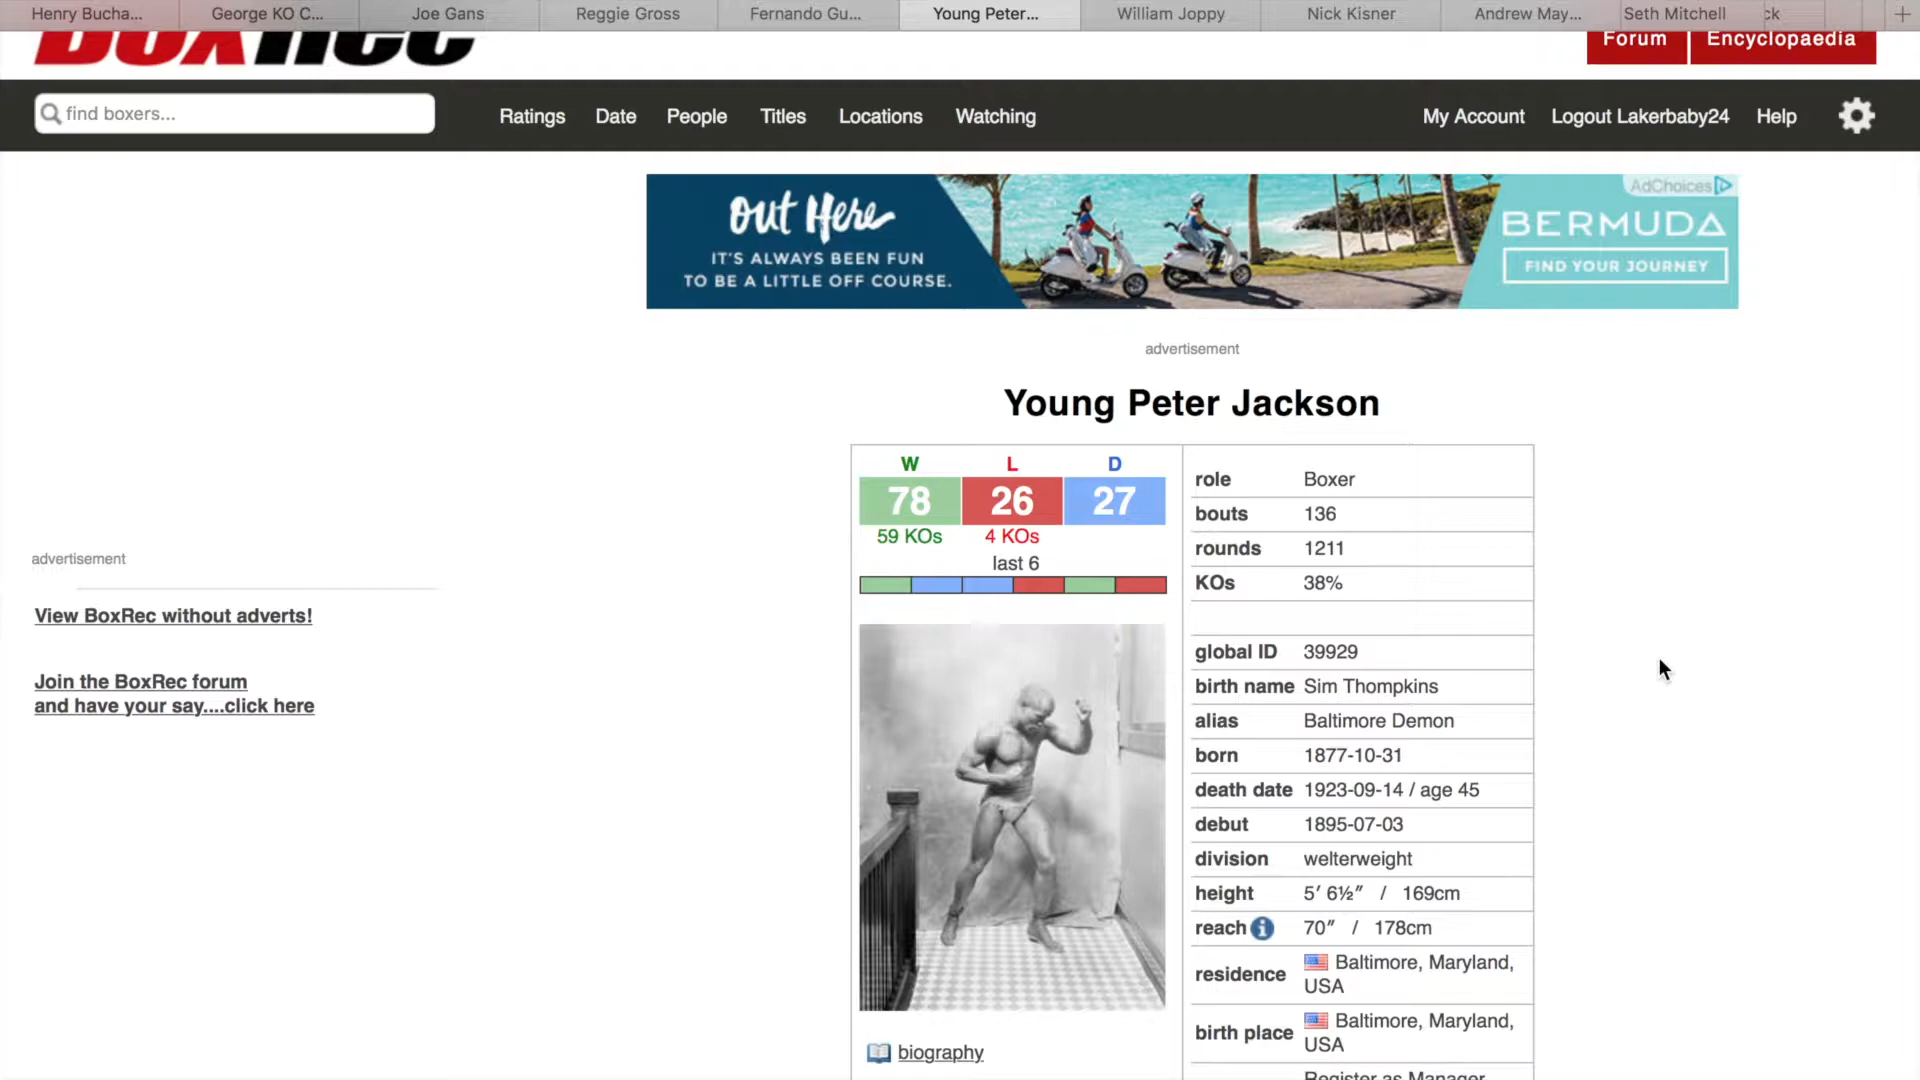 Henry Bucha...
George KO C...
Joe Gans
Reggie Gross
Fernando Gu...
Young Peter...
William Joppy
Nick Kisner
Andrew May...
Seth Mitchell
ck
BoxRec
Forum
Encyclopaedia
find boxers...
Ratings
Date
People
Titles
Locations
Watching
My Account
Logout Lakerbaby24
Help
Out Here
IT'S ALWAYS BEEN FUN
TO BE A LITTLE OFF COURSE.
AdChoices
BERMUDA
FIND YOUR JOURNEY
advertisement
Young Peter Jackson
W L D
78 26 27
59 KOs 4 KOs
last 6
biography
role Boxer
bouts 136
rounds 1211
KOs 38%
global ID 39929
birth name Sim Thompkins
alias Baltimore Demon
born 1877-10-31
death date 1923-09-14 / age 45
debut 1895-07-03
division welterweight
height 5′ 6½″ / 169cm
reach 70″ / 178cm
residence Baltimore, Maryland,
USA
birth place Baltimore, Maryland,
USA
Register as Manager
advertisement
View BoxRec without adverts!
Join the BoxRec forum
and have your say....click here